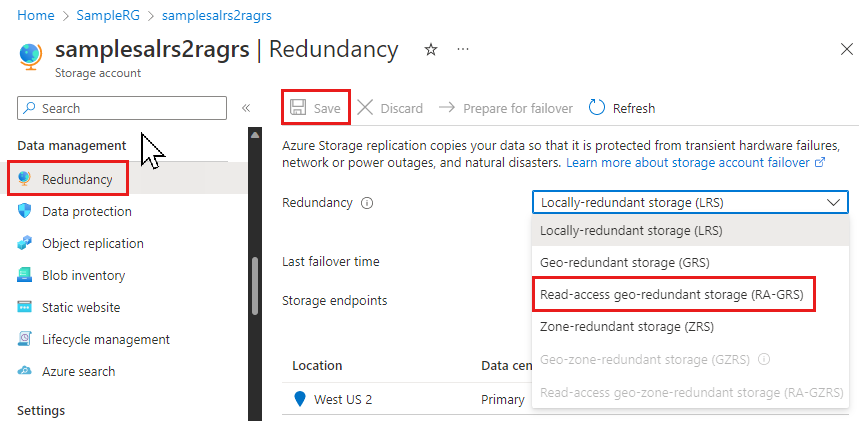 Home > SampleRG > samplesalrs2ragrs
samplesalrs2ragrs | Redundancy ☆ ...
Storage account
Search
Save Discard Prepare for failover Refresh
Data management
Redundancy
Data protection
Object replication
Blob inventory
Static website
Lifecycle management
Azure search
Settings
Azure Storage replication copies your data so that it is protected from transient hardware failures,
network or power outages, and natural disasters. Learn more about storage account failover
Redundancy
Locally-redundant storage (LRS)
Locally-redundant storage (LRS)
Geo-redundant storage (GRS)
Read-access geo-redundant storage (RA-GRS)
Zone-redundant storage (ZRS)
Geo-zone-redundant storage (GZRS)
Read-access geo-zone-redundant storage (RA-GZRS)
Last failover time
Storage endpoints
Location Data cen
West US 2 Primary